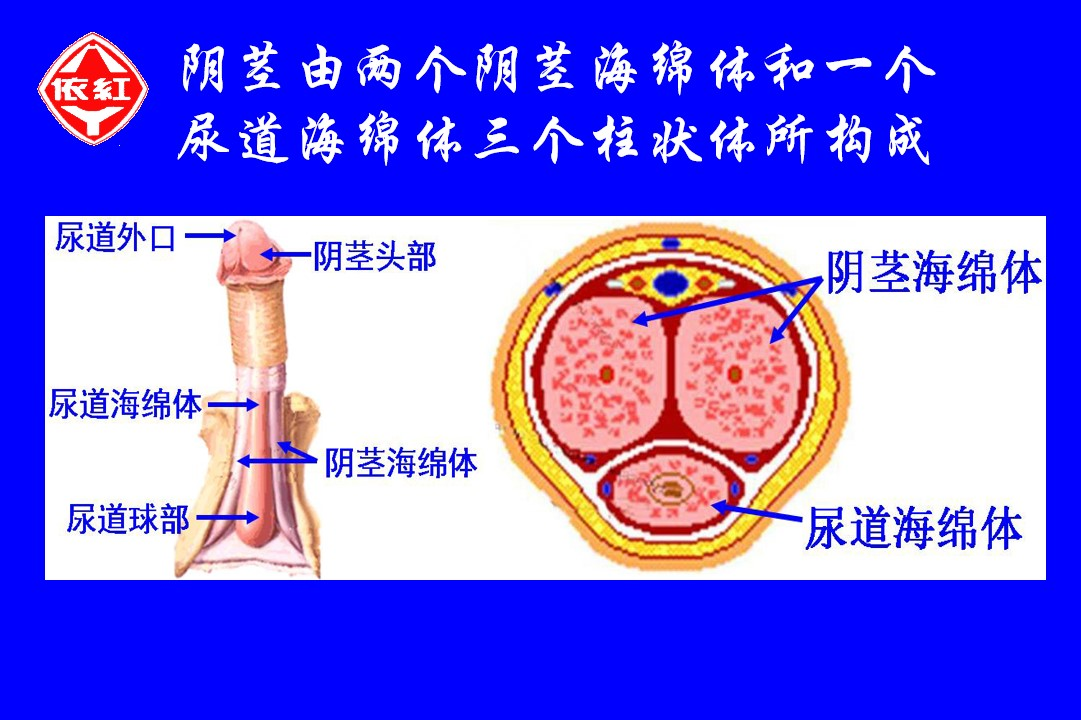 依紅
阴茎由两个阴茎海绵体和一个
尿道海绵体三个柱状体所构成
尿道外口
阴茎头部
尿道海绵体
阴茎海绵体
尿道球部
阴茎海绵体
尿道海绵体